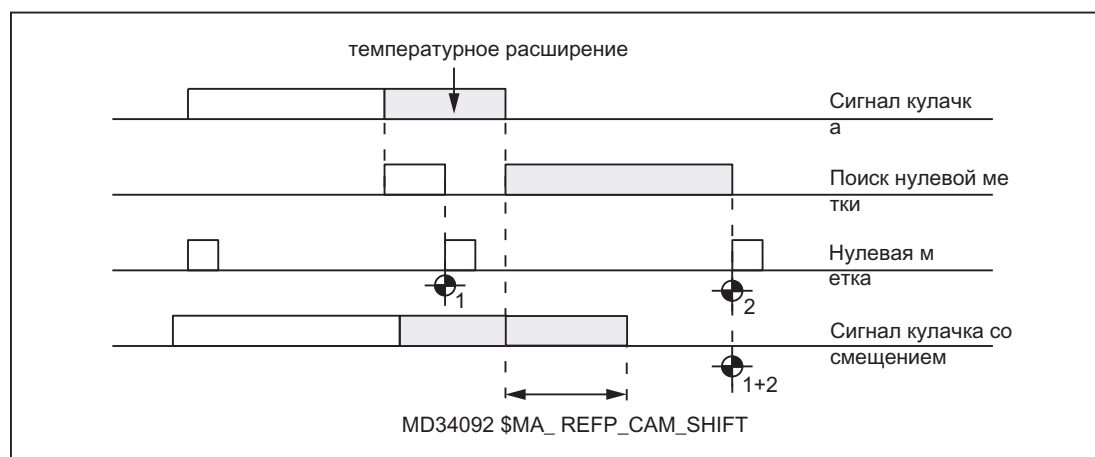 температурное расширение
Сигнал кулачк
а
Поиск нулевой ме
тки
Нулевая м
етка
1
2
Сигнал кулачка со
смещением
1+2
MD34092 $MA_ REFP_CAM_SHIFT